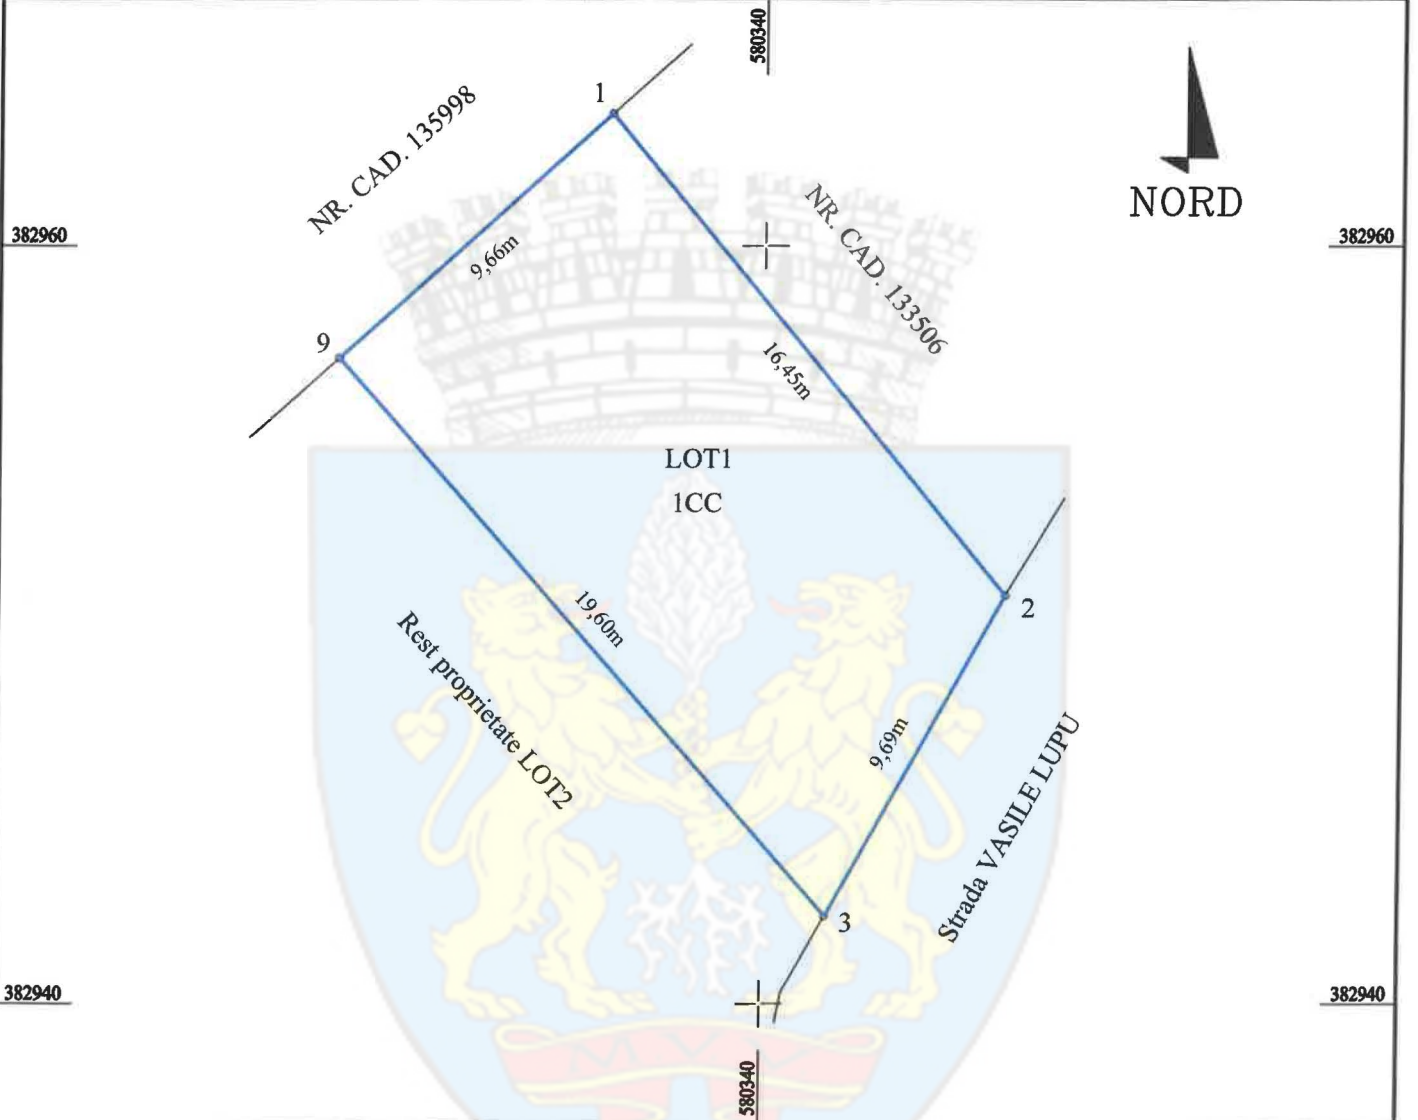 580340
1
NR. CAD. 135998
NORD
382960
382960
9,66m
NR. CAD. 133506
9
16,45m
LOT1
1CC
19,60m
2
Rest proprietate LOT2
9,69m
Strada VASILE LUPU
3
382940
382940
580340